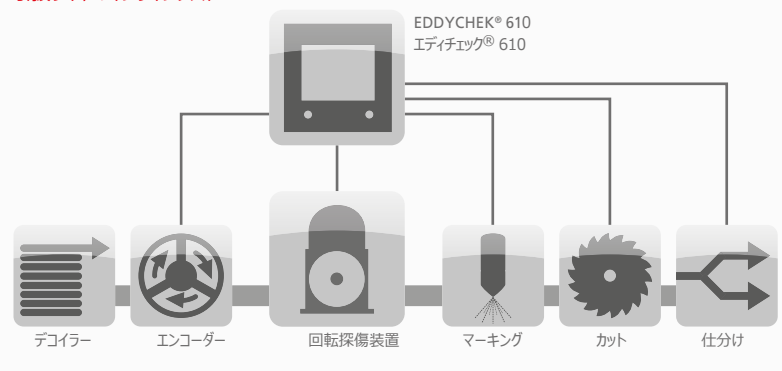 EDDYCHEK® 610
エディチェック® 610
デコイラー
エンコーダー
回転探傷装置
マーキング
カット
仕分け